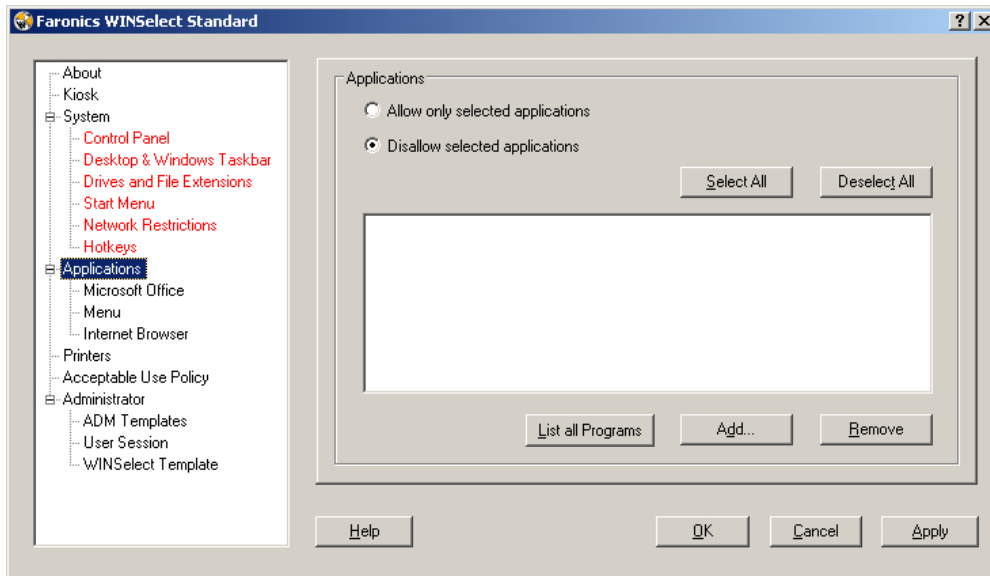 Faronics WINSelect Standard
About
Kiosk
System
Control Panel
Desktop & Windows Taskbar
Drives and File Extensions
Start Menu
Network Restrictions
Hotkeys
Applications
Microsoft Office
Menu
Internet Browser
Printers
Acceptable Use Policy
Administrator
ADM Templates
User Session
WINSelect Template
Applications
Allow only selected applications
Disallow selected applications
Select All Deselect All
List all Programs Add... Remove
Help OK Cancel Apply